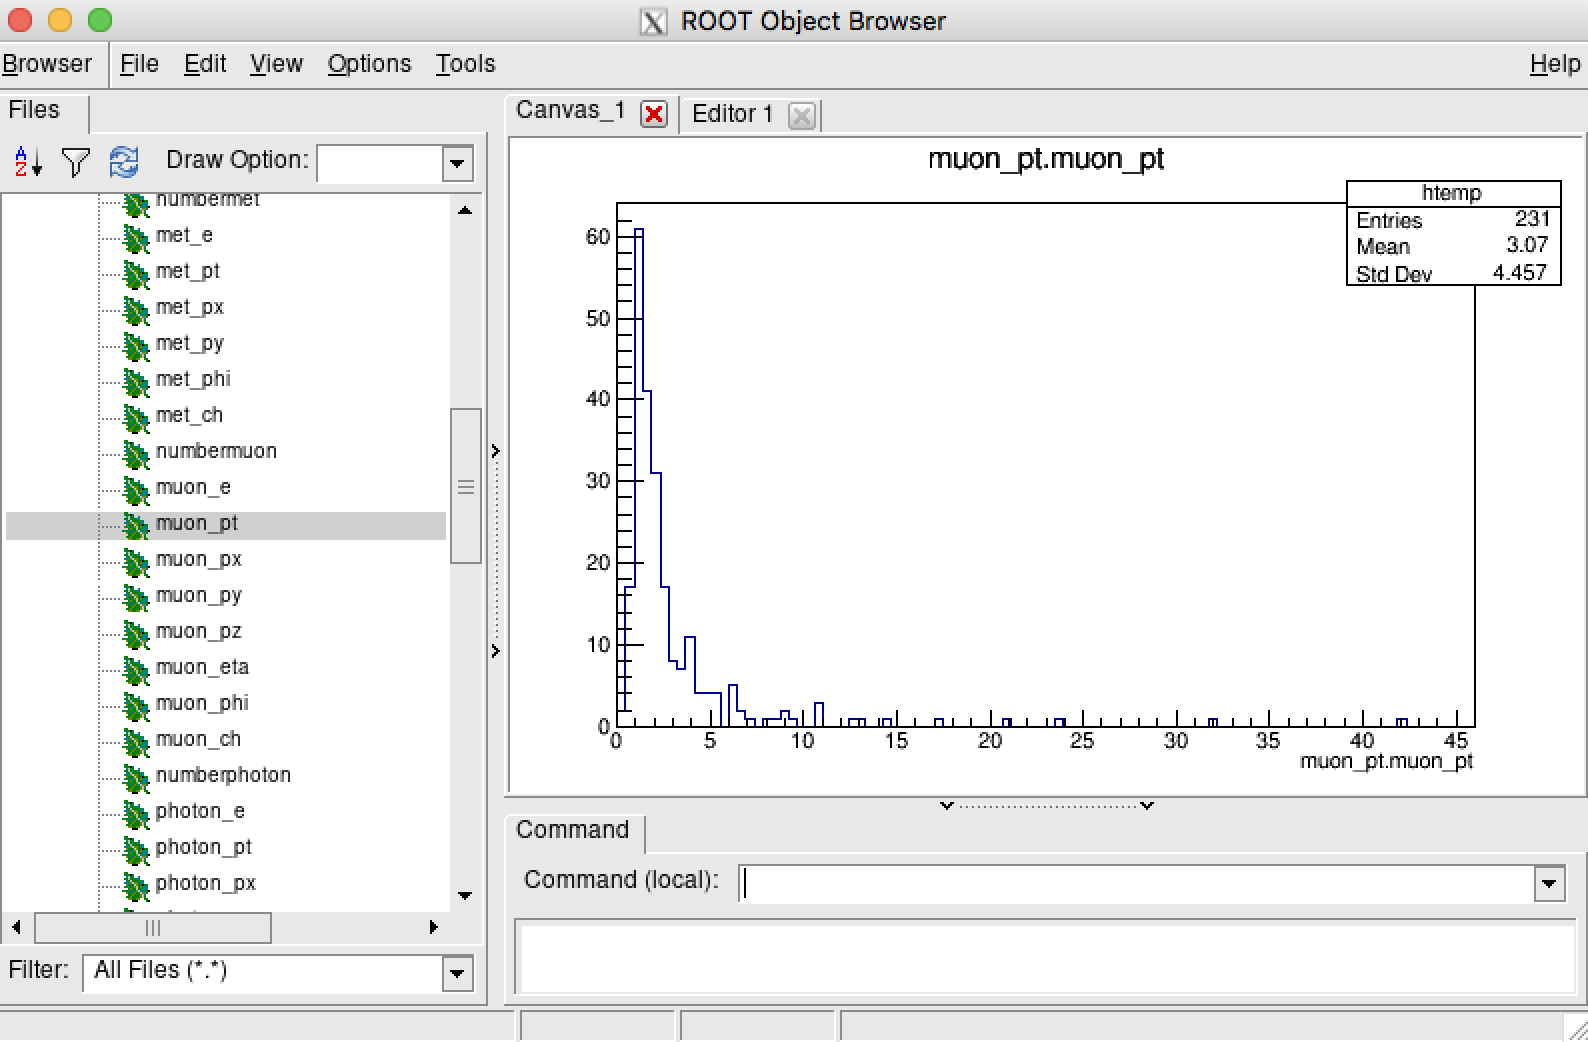 ROOT Object Browser
Browser File Edit View Options Tools Help
Files
Canvas_1 Editor 1
A
Z
Draw Option:
numbermet
met_e
met_pt
met_px
met_py
met_phi
met_ch
numbermuon
muon_e
muon_pt
muon_px
muon_py
muon_pz
muon_eta
muon_phi
muon_ch
numberphoton
photon_e
photon_pt
photon_px
Filter: All Files (*.*)
muon_pt.muon_pt
htemp
Entries 231
Mean 3.07
Std Dev 4.457
60
50
40
30
20
10
0
0 5 10 15 20 25 30 35 40 45
muon_pt.muon_pt
Command
Command (local):